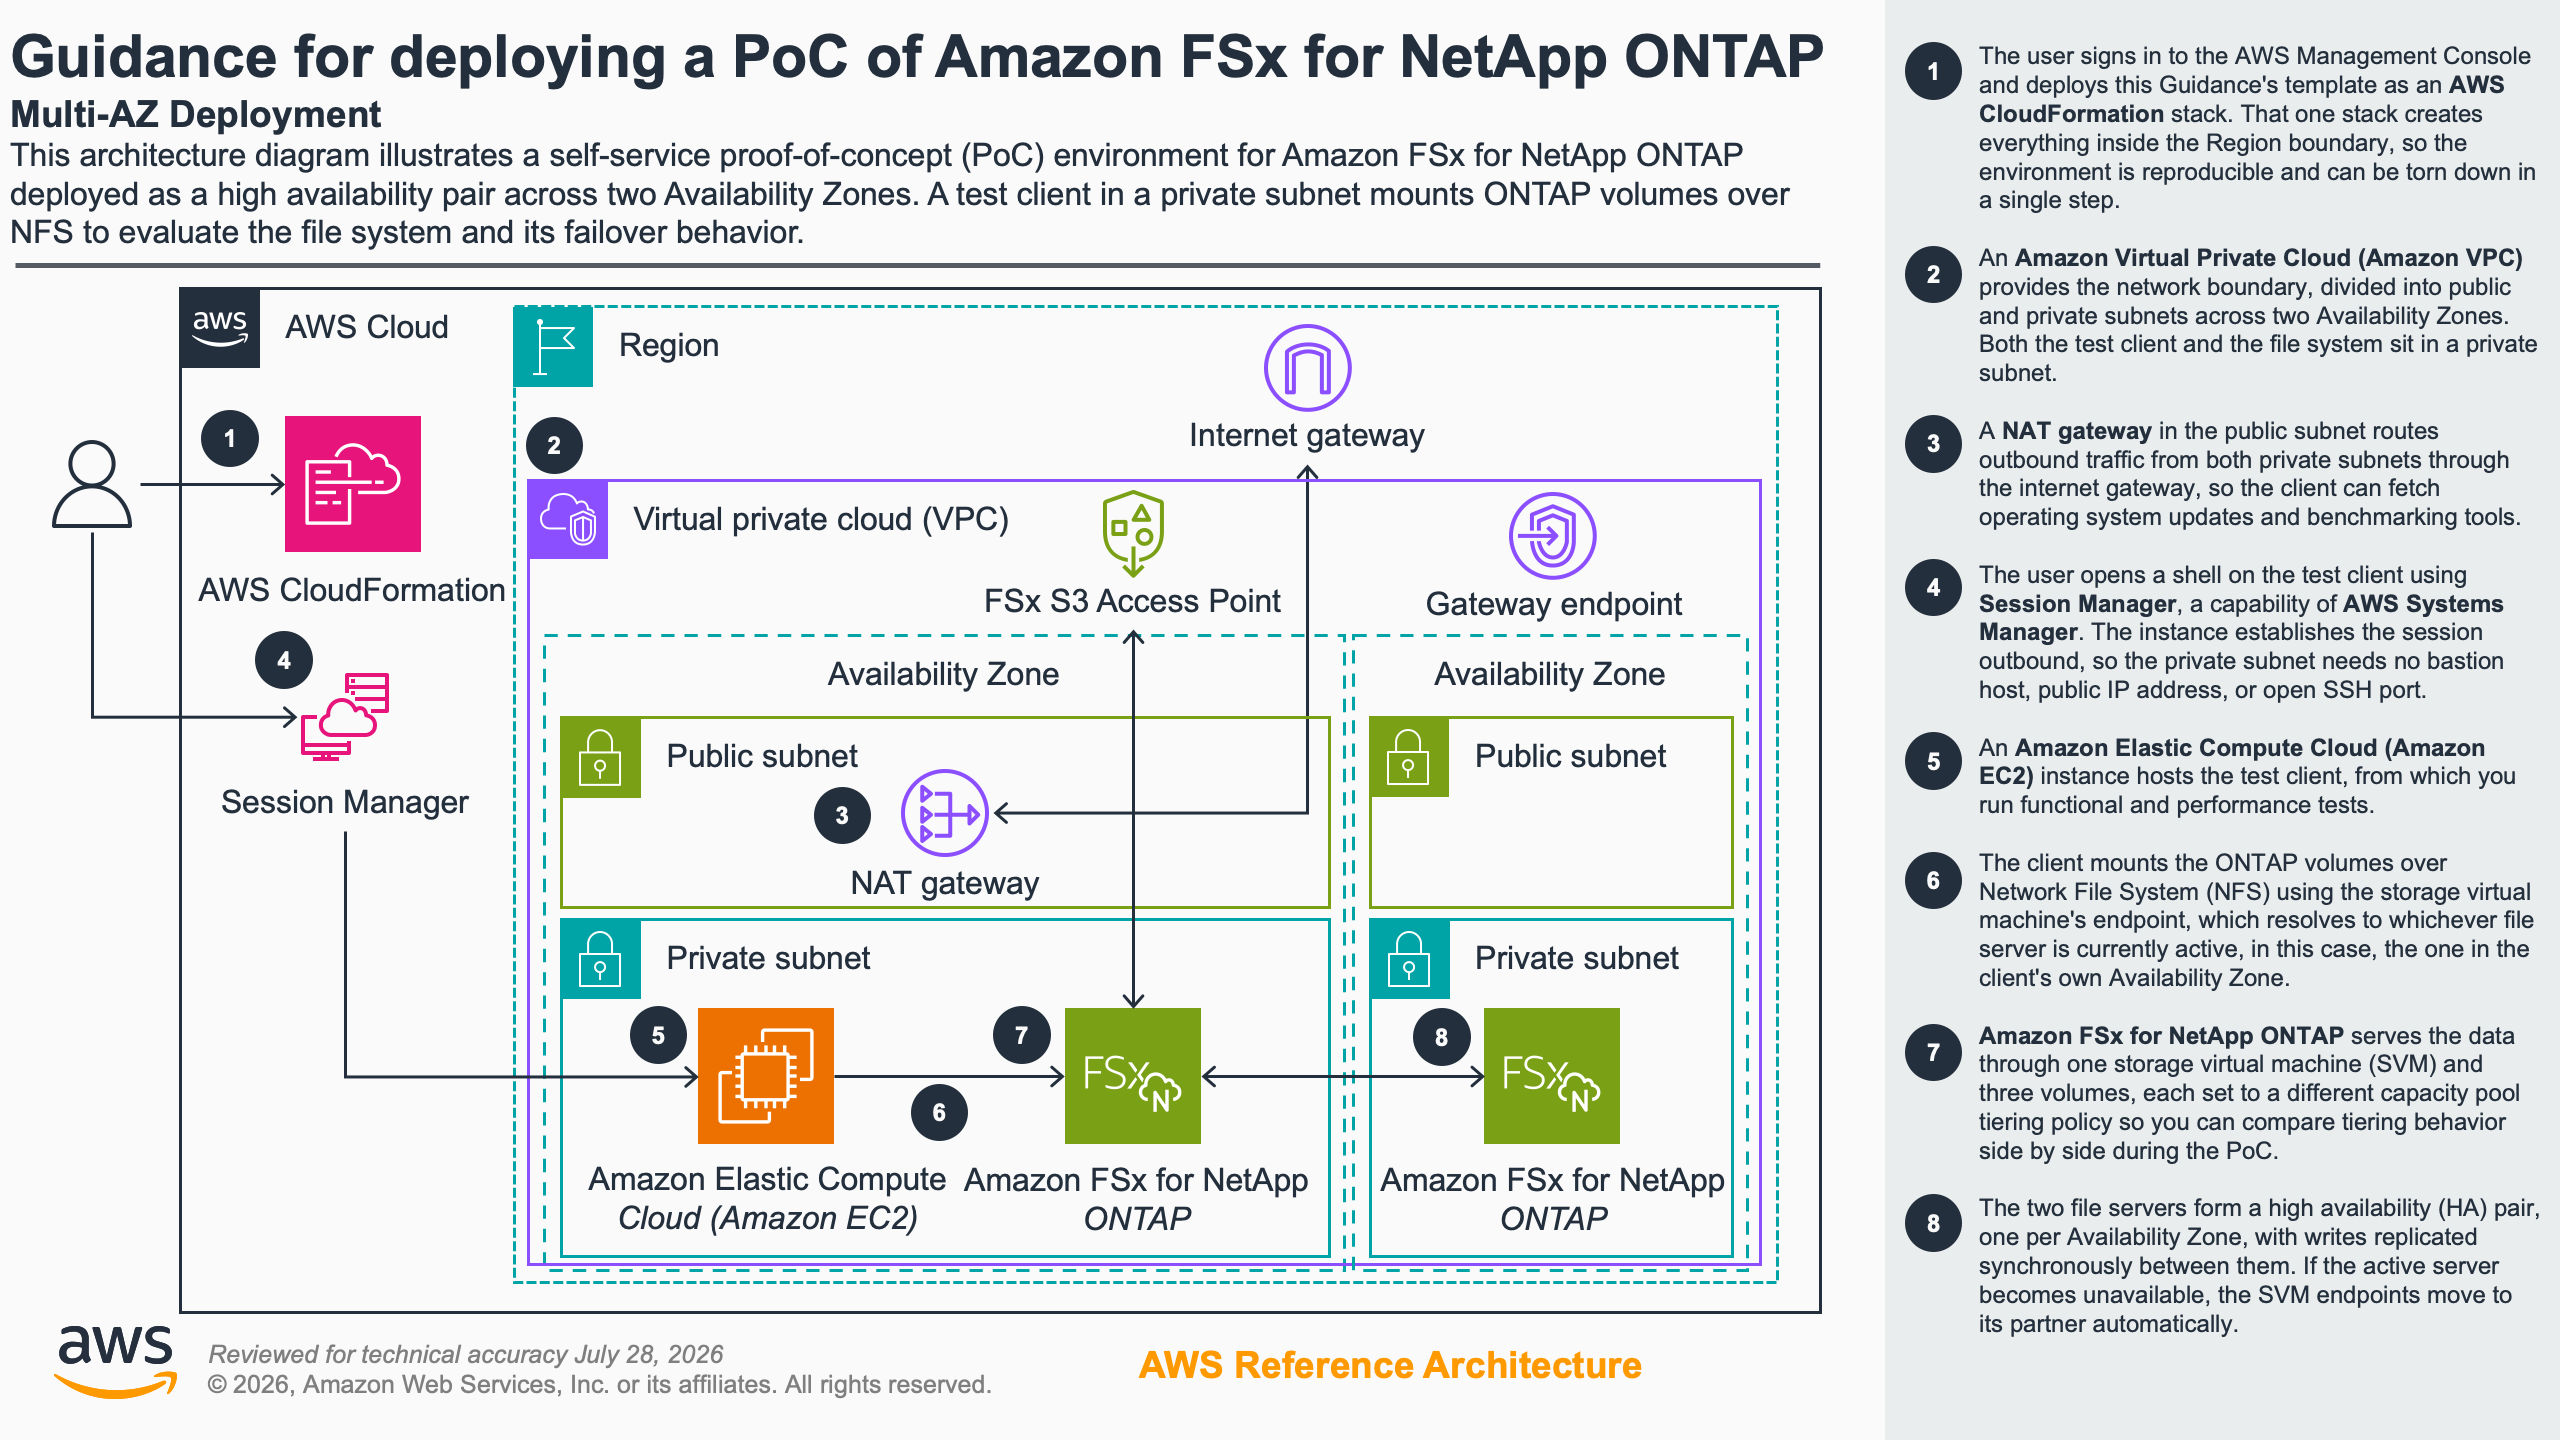 Guidance for deploying a PoC of Amazon FSx for NetApp ONTAP
Multi-AZ Deployment
This architecture diagram illustrates a self-service proof-of-concept (PoC) environment for Amazon FSx for NetApp ONTAP
deployed as a high availability pair across two Availability Zones. A test client in a private subnet mounts ONTAP volumes over
NFS to evaluate the file system and its failover behavior.
aws
AWS Cloud
Region
Internet gateway
1
2
AWS CloudFormation
Virtual private cloud (VPC)
FSx S3 Access Point
Gateway endpoint
4
Session Manager
Availability Zone
Availability Zone
Public subnet
Public subnet
3
NAT gateway
Private subnet
Private subnet
5
7
8
FSx
N
FSx
N
6
Amazon Elastic Compute
Cloud (Amazon EC2)
Amazon FSx for NetApp
ONTAP
Amazon FSx for NetApp
ONTAP
aws
Reviewed for technical accuracy July 28, 2026
© 2026, Amazon Web Services, Inc. or its affiliates. All rights reserved.
AWS Reference Architecture
1
The user signs in to the AWS Management Console
and deploys this Guidance's template as an AWS
CloudFormation stack. That one stack creates
everything inside the Region boundary, so the
environment is reproducible and can be torn down in
a single step.
2
An Amazon Virtual Private Cloud (Amazon VPC)
provides the network boundary, divided into public
and private subnets across two Availability Zones.
Both the test client and the file system sit in a private
subnet.
3
A NAT gateway in the public subnet routes
outbound traffic from both private subnets through
the internet gateway, so the client can fetch
operating system updates and benchmarking tools.
4
The user opens a shell on the test client using
Session Manager, a capability of AWS Systems
Manager. The instance establishes the session
outbound, so the private subnet needs no bastion
host, public IP address, or open SSH port.
5
An Amazon Elastic Compute Cloud (Amazon
EC2) instance hosts the test client, from which you
run functional and performance tests.
6
The client mounts the ONTAP volumes over
Network File System (NFS) using the storage virtual
machine's endpoint, which resolves to whichever file
server is currently active, in this case, the one in the
client's own Availability Zone.
7
Amazon FSx for NetApp ONTAP serves the data
through one storage virtual machine (SVM) and
three volumes, each set to a different capacity pool
tiering policy so you can compare tiering behavior
side by side during the PoC.
8
The two file servers form a high availability (HA) pair,
one per Availability Zone, with writes replicated
synchronously between them. If the active server
becomes unavailable, the SVM endpoints move to
its partner automatically.